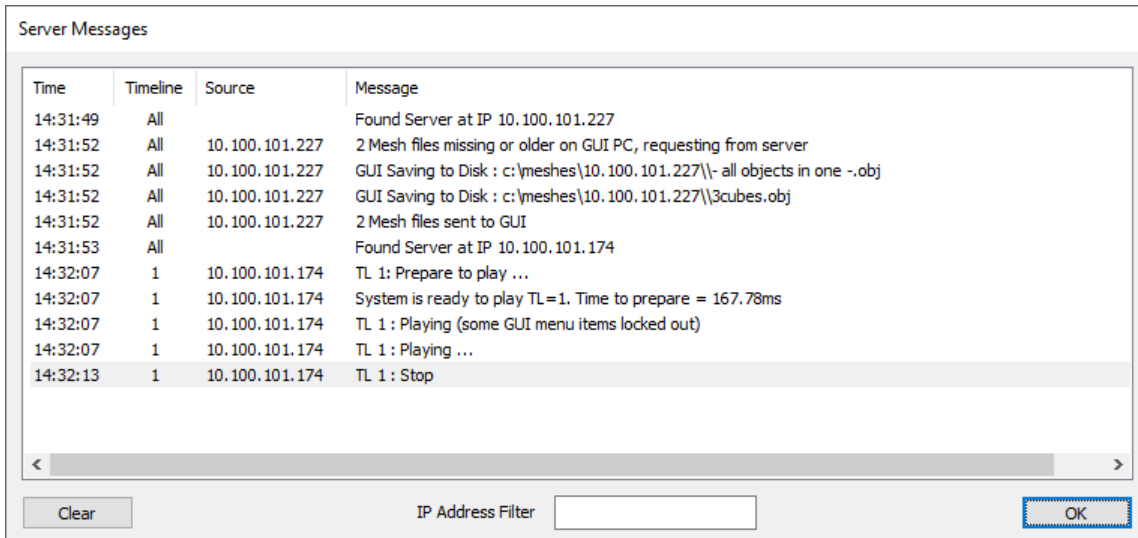 Server Messages
Time Timeline Source Message
14:31:49 All Found Server at IP 10.100.101.227
14:31:52 All 10.100.101.227 2 Mesh files missing or older on GUI PC, requesting from server
14:31:52 All 10.100.101.227 GUI Saving to Disk : c:\meshes\10.100.101.227\\- all objects in one -.obj
14:31:52 All 10.100.101.227 GUI Saving to Disk : c:\meshes\10.100.101.227\\3cubes.obj
14:31:52 All 10.100.101.227 2 Mesh files sent to GUI
14:31:53 All Found Server at IP 10.100.101.174
14:32:07 1 10.100.101.174 TL 1: Prepare to play ...
14:32:07 1 10.100.101.174 System is ready to play TL=1. Time to prepare = 167.78ms
14:32:07 1 10.100.101.174 TL 1 : Playing (some GUI menu items locked out)
14:32:07 1 10.100.101.174 TL 1 : Playing ...
14:32:13 1 10.100.101.174 TL 1 : Stop
Clear IP Address Filter OK